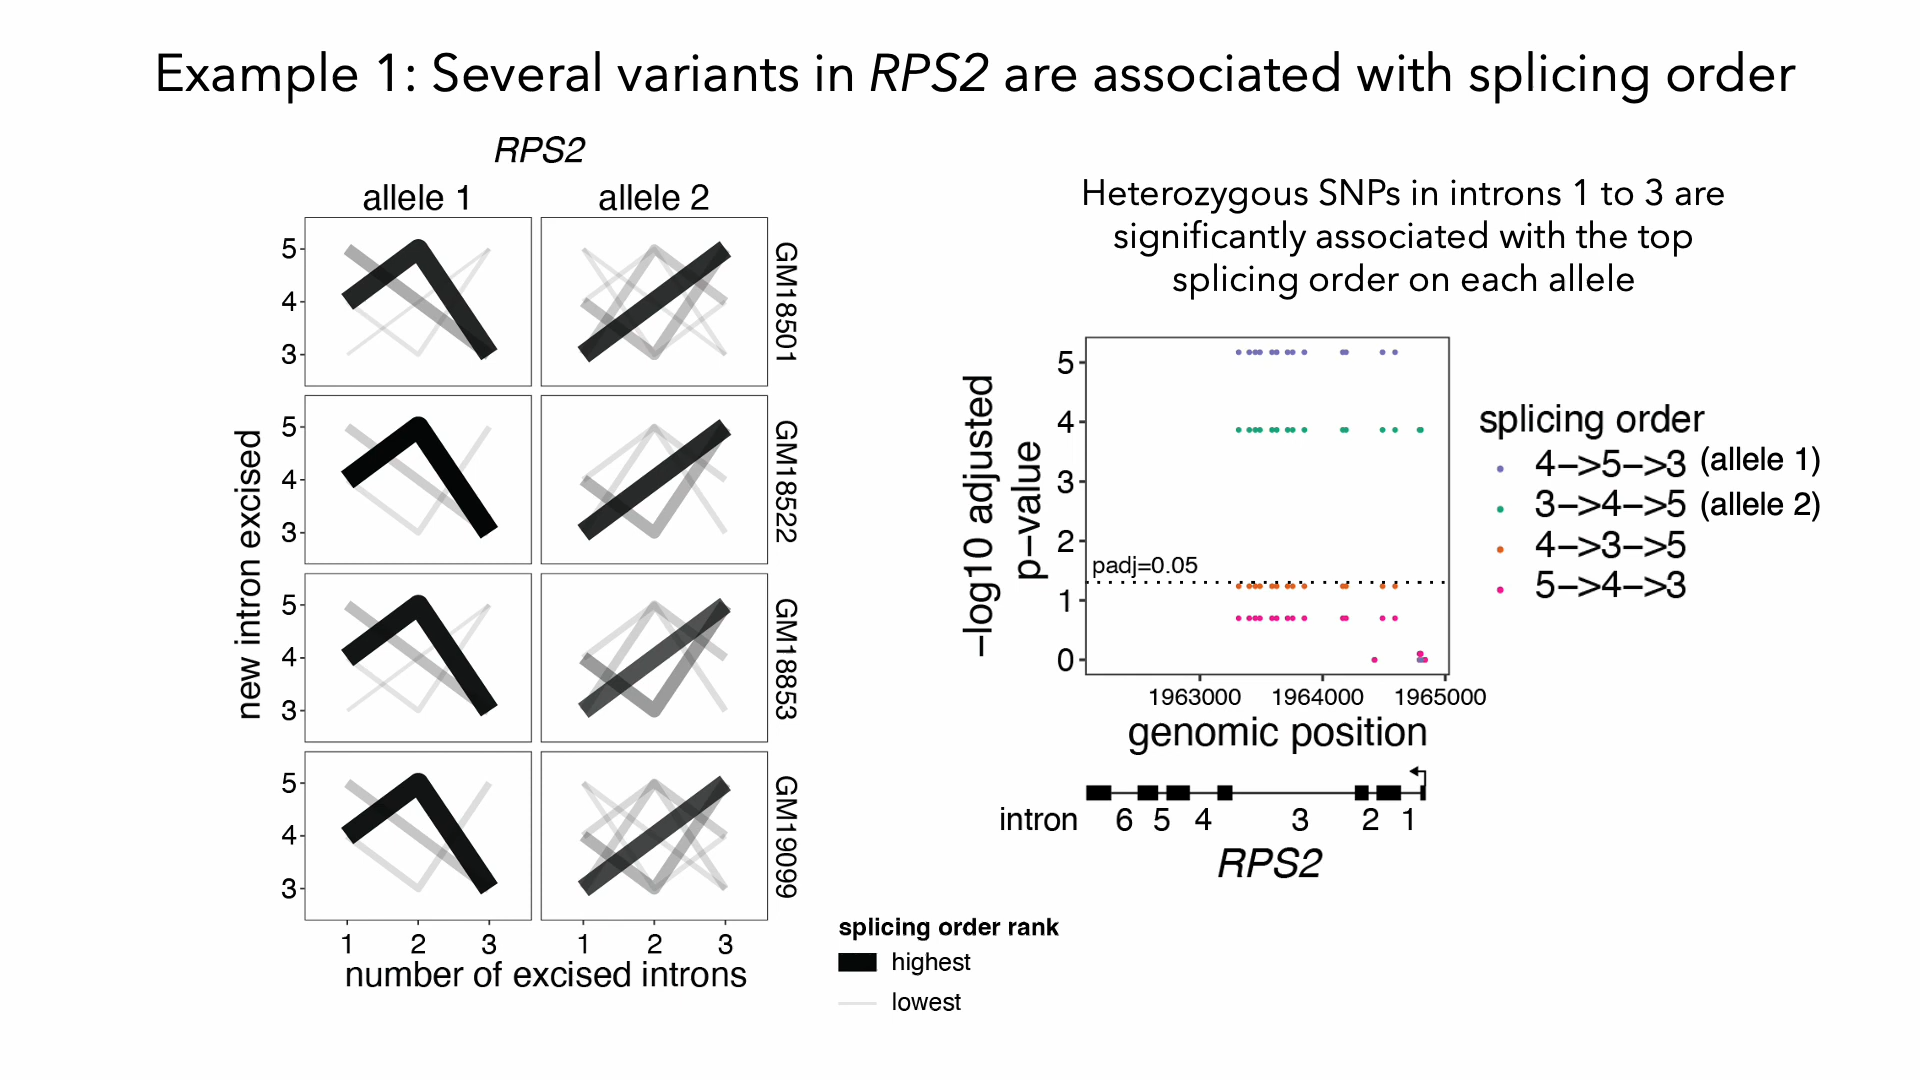 Example 1: Several variants in RPS2 are associated with splicing order
RPS2
allele 1
allele 2
new intron excised
5
4
3
GM18501
5
4
3
GM18522
5
4
3
GM18853
5
4
3
GM19099
1
2
3
1
2
3
number of excised introns
splicing order rank
highest
lowest
Heterozygous SNPs in introns 1 to 3 are
significantly associated with the top
splicing order on each allele
−log10 adjusted
p−value
5
4
3
2
1
0
padj=0.05
1963000
1964000
1965000
genomic position
splicing order
4−>5−>3 (allele 1)
3−>4−>5 (allele 2)
4−>3−>5
5−>4−>3
intron 6 5 4 3 2 1
RPS2